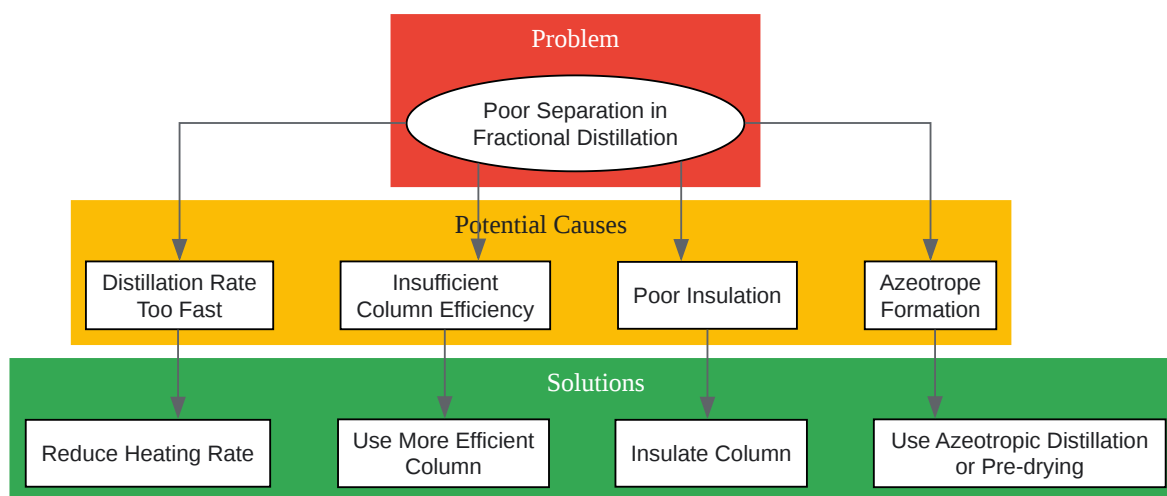 Problem
Poor Separation in
Fractional Distillation
Potential Causes
Distillation Rate
Too Fast
Insufficient
Column Efficiency
Poor Insulation
Azeotrope
Formation
Solutions
Reduce Heating Rate
Use More Efficient
Column
Insulate Column
Use Azeotropic Distillation
or Pre-drying